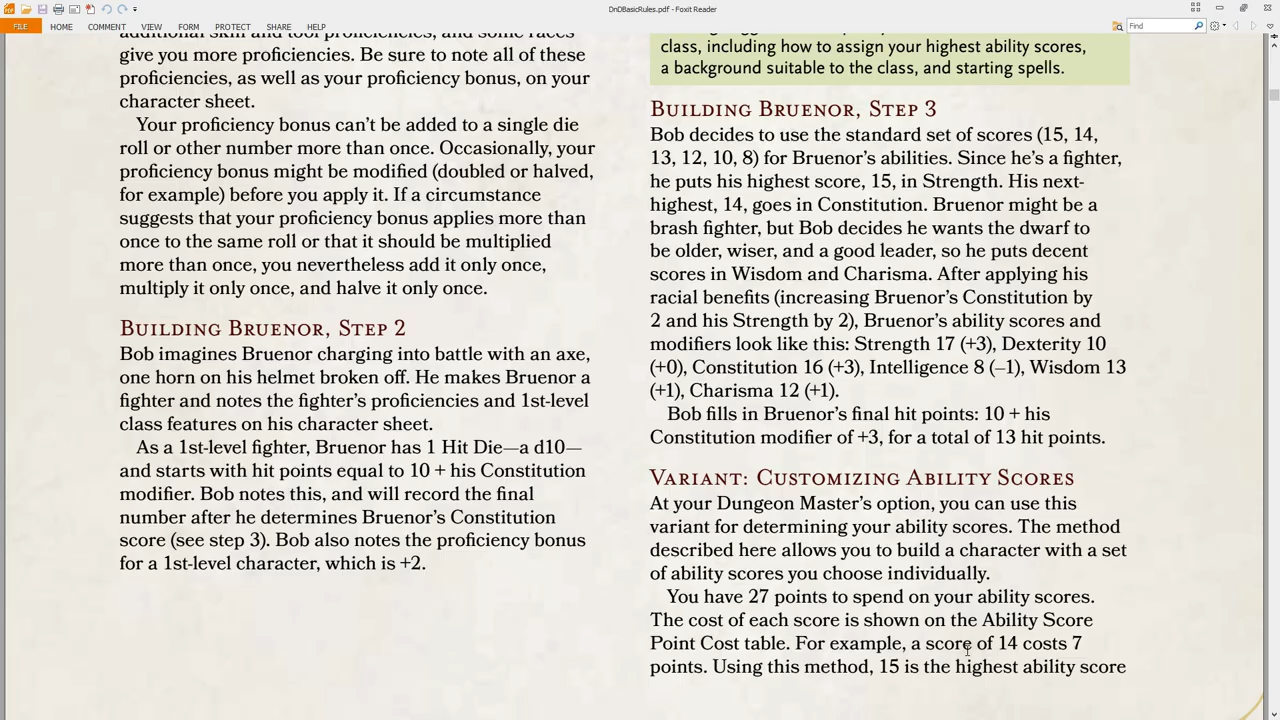 DnDBasicRules.pdf - Foxit Reader
FILE HOME COMMENT VIEW FORM PROTECT SHARE HELP
Find
additional skill and tool proficiencies, and some races
give you more proficiencies. Be sure to note all of these
proficiencies, as well as your proficiency bonus, on your
character sheet.
Your proficiency bonus can't be added to a single die
roll or other number more than once. Occasionally, your
proficiency bonus might be modified (doubled or halved,
for example) before you apply it. If a circumstance
suggests that your proficiency bonus applies more than
once to the same roll or that it should be multiplied
more than once, you nevertheless add it only once,
multiply it only once, and halve it only once.
Building Bruenor, Step 2
Bob imagines Bruenor charging into battle with an axe,
one horn on his helmet broken off. He makes Bruenor a
fighter and notes the fighter's proficiencies and 1st-level
class features on his character sheet.
As a 1st-level fighter, Bruenor has 1 Hit Die—a d10—
and starts with hit points equal to 10 + his Constitution
modifier. Bob notes this, and will record the final
number after he determines Bruenor's Constitution
score (see step 3). Bob also notes the proficiency bonus
for a 1st-level character, which is +2.
class, including how to assign your highest ability scores,
a background suitable to the class, and starting spells.
Building Bruenor, Step 3
Bob decides to use the standard set of scores (15, 14,
13, 12, 10, 8) for Bruenor's abilities. Since he's a fighter,
he puts his highest score, 15, in Strength. His next-
highest, 14, goes in Constitution. Bruenor might be a
brash fighter, but Bob decides he wants the dwarf to
be older, wiser, and a good leader, so he puts decent
scores in Wisdom and Charisma. After applying his
racial benefits (increasing Bruenor's Constitution by
2 and his Strength by 2), Bruenor's ability scores and
modifiers look like this: Strength 17 (+3), Dexterity 10
(+0), Constitution 16 (+3), Intelligence 8 (–1), Wisdom 13
(+1), Charisma 12 (+1).
Bob fills in Bruenor's final hit points: 10 + his
Constitution modifier of +3, for a total of 13 hit points.
Variant: Customizing Ability Scores
At your Dungeon Master's option, you can use this
variant for determining your ability scores. The method
described here allows you to build a character with a set
of ability scores you choose individually.
You have 27 points to spend on your ability scores.
The cost of each score is shown on the Ability Score
Point Cost table. For example, a score of 14 costs 7
points. Using this method, 15 is the highest ability score